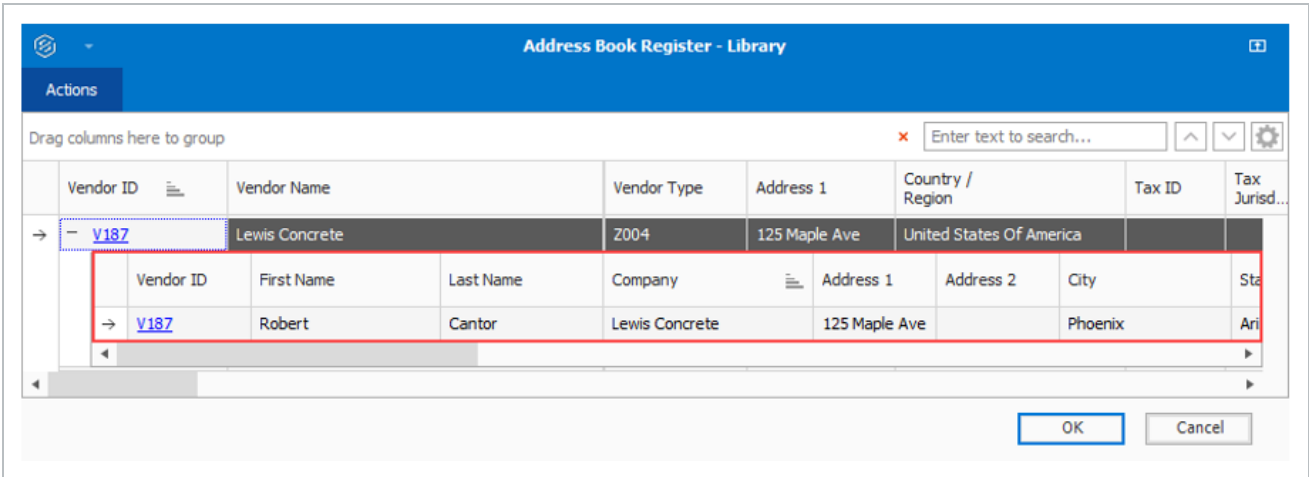 Address Book Register - Library
Actions
Drag columns here to group
Enter text to search...
Vendor ID Vendor Name Vendor Type Address 1 Country / Region Tax ID Tax Jurisd...
V187 Lewis Concrete Z004 125 Maple Ave United States Of America
Vendor ID First Name Last Name Company Address 1 Address 2 City Sta
V187 Robert Cantor Lewis Concrete 125 Maple Ave Phoenix Ari
OK Cancel